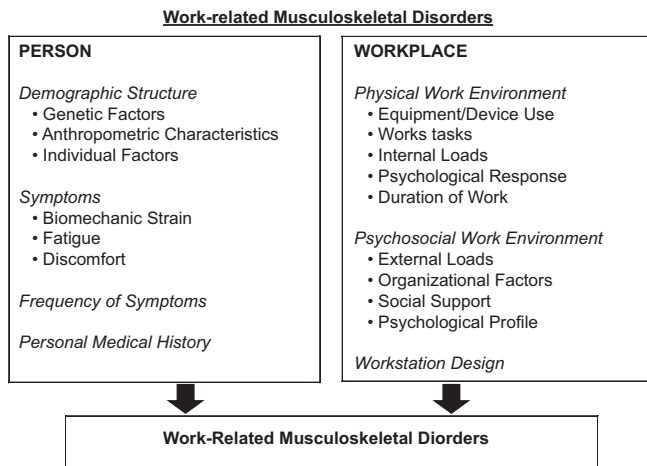 Work-related Musculoskeletal Disorders
PERSON
Demographic Structure
• Genetic Factors
• Anthropometric Characteristics
• Individual Factors
Symptoms
• Biomechanic Strain
• Fatigue
• Discomfort
Frequency of Symptoms
Personal Medical History
WORKPLACE
Physical Work Environment
• Equipment/Device Use
• Works tasks
• Internal Loads
• Psychological Response
• Duration of Work
Psychosocial Work Environment
• External Loads
• Organizational Factors
• Social Support
• Psychological Profile
Workstation Design
Work-Related Musculoskeletal Diorders